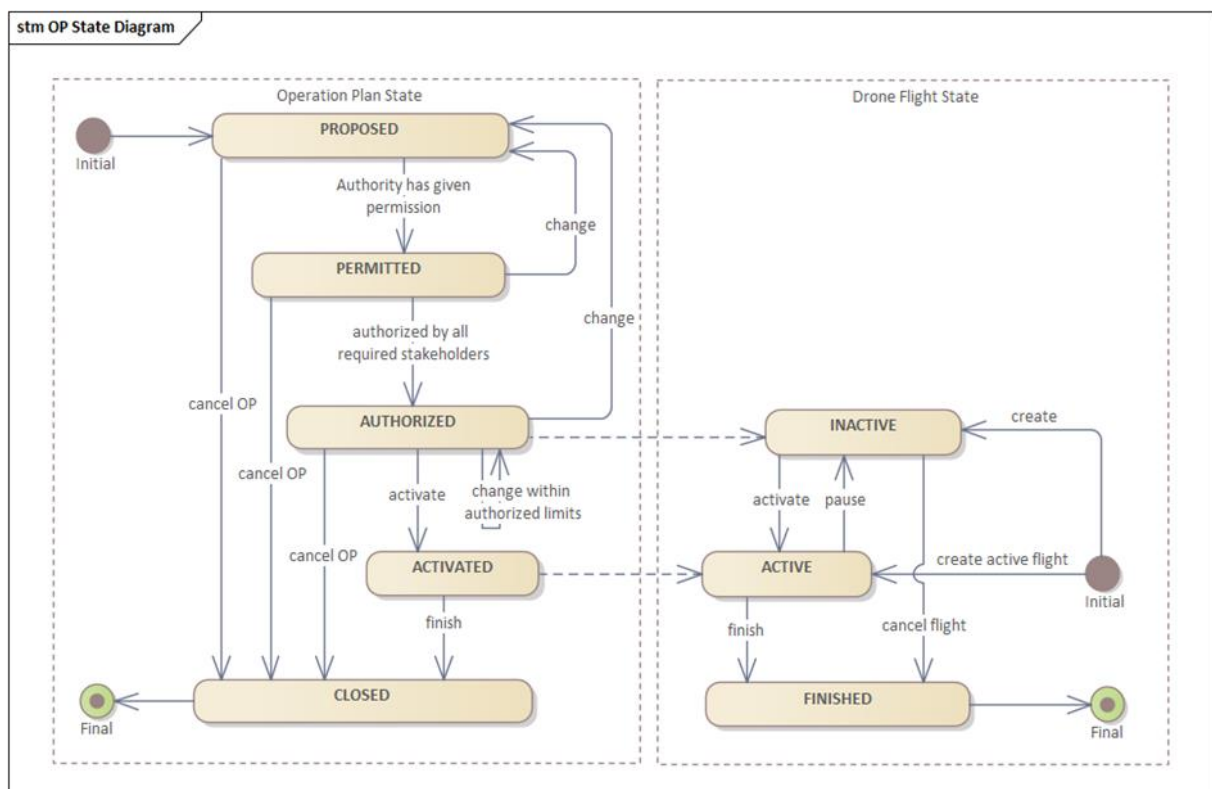 stm OP State Diagram
Operation Plan State
Drone Flight State
PROPOSED
Initial
Authority has given
permission
change
PERMITTED
change
authorized by all
required stakeholders
cancel OP
AUTHORIZED
INACTIVE
create
cancel OP
activate
change within
authorized limits
activate
pause
cancel OP
ACTIVATED
ACTIVE
create active flight
Initial
finish
finish
cancel flight
CLOSED
FINISHED
Final
Final